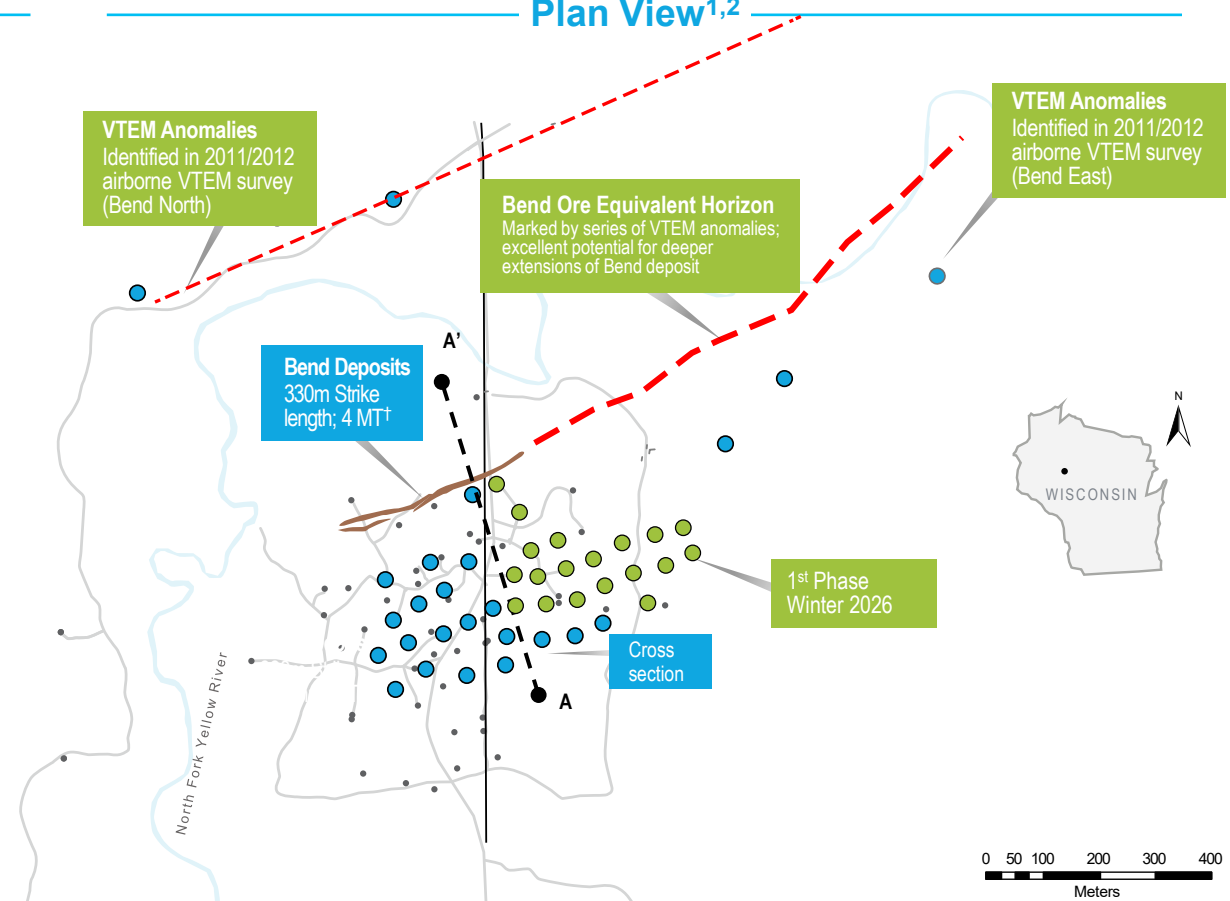 Plan View1,2
VTEM Anomalies
Identified in 2011/2012
airborne VTEM survey
(Bend North)
VTEM Anomalies
Identified in 2011/2012
airborne VTEM survey
(Bend East)
Bend Ore Equivalent Horizon
Marked by series of VTEM anomalies;
excellent potential for deeper
extensions of Bend deposit
A’
Bend Deposits
330m Strike
length; 4 MT†
N
WISCONSIN
1st Phase
Winter 2026
Cross
section
A
North Fork Yellow River
0 50 100 200 300 400
Meters